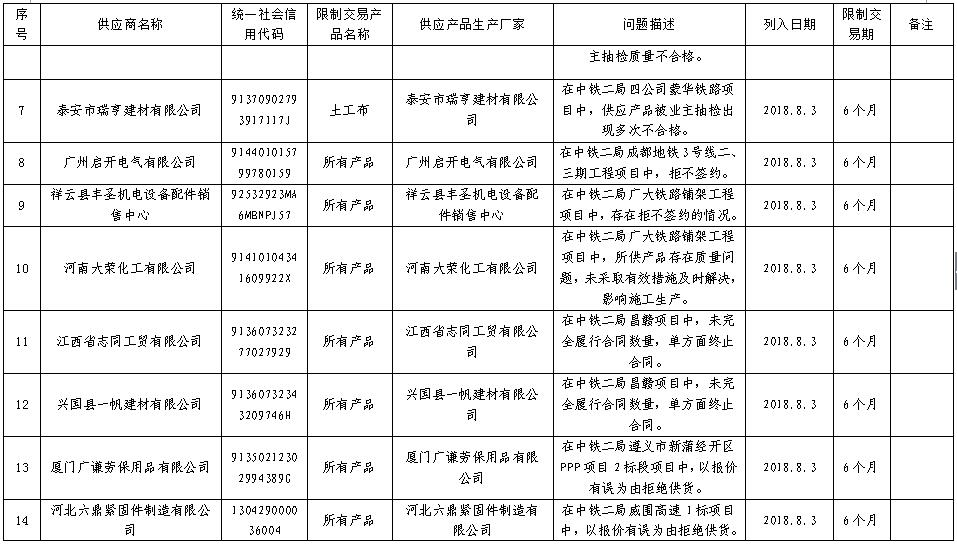 序号 供应商名称 统一社会信用代码 限制交易产品名称 供应产品生产厂家 问题描述 列入日期 限制交易期 备注
主抽检质量不合格。
7 泰安市瑞亨建材有限公司 91370902793917117J 土工布 泰安市瑞亨建材有限公司 在中铁二局四公司蒙华铁路项目中，供应产品被业主抽检出现多次不合格。 2018.8.3 6个月
8 广州启开电气有限公司 914401015799780159 所有产品 广州启开电气有限公司 在中铁二局成都地铁3号线二、三期工程项目中，拒不签约。 2018.8.3 6个月
9 祥云县丰圣机电设备配件销售中心 92532923MA6MBNPJ57 所有产品 祥云县丰圣机电设备配件销售中心 在中铁二局广大铁路铺架工程项目中，存在拒不签约的情况。 2018.8.3 6个月
10 河南大荣化工有限公司 91410104341609922X 所有产品 河南大荣化工有限公司 在中铁二局广大铁路铺架工程项目中，所供产品存在质量问题，未采取有效措施及时解决，影响施工生产。 2018.8.3 6个月
11 江西省志同工贸有限公司 913607323277027929 所有产品 江西省志同工贸有限公司 在中铁二局昌赣项目中，未完全履行合同数量，单方面终止合同。 2018.8.3 6个月
12 兴国县一帆建材有限公司 91360732343209746H 所有产品 兴国县一帆建材有限公司 在中铁二局昌赣项目中，未完全履行合同数量，单方面终止合同。 2018.8.3 6个月
13 厦门广谦劳保用品有限公司 91350212302994389G 所有产品 厦门广谦劳保用品有限公司 在中铁二局遵义市新蒲经开区PPP项目2标段项目中，以报价有误为由拒绝供货。 2018.8.3 6个月
14 河北六鼎紧固件制造有限公司 130429000036004 所有产品 河北六鼎紧固件制造有限公司 在中铁二局威围高速1标项目中，以报价有误为由拒绝供货。 2018.8.3 6个月